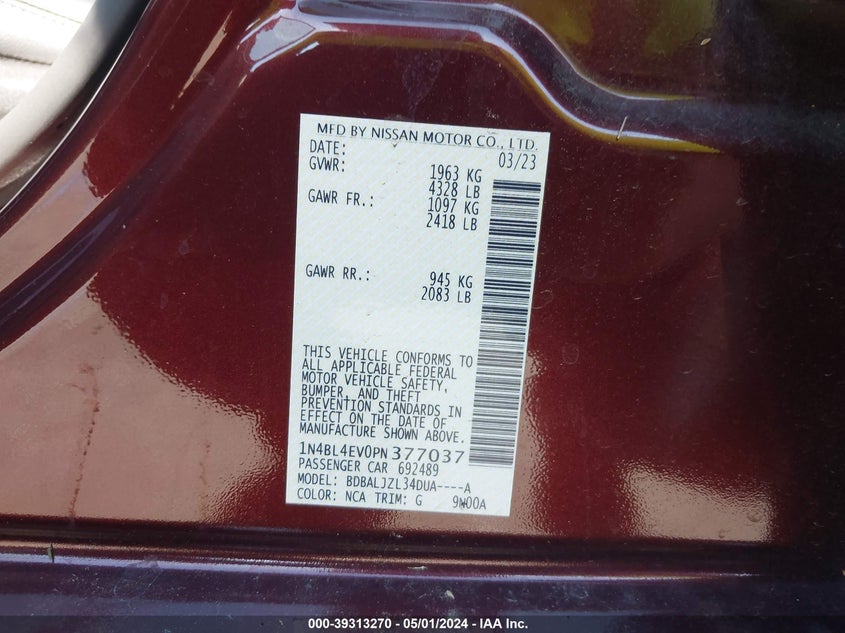 MFD BY NISSAN MOTOR CO., LTD.
DATE: 03/23
GVWR: 1963 KG
4328 LB
GAWR FR.: 1097 KG
2418 LB
GAWR RR.: 945 KG
2083 LB
THIS VEHICLE CONFORMS TO
ALL APPLICABLE FEDERAL
MOTOR VEHICLE SAFETY,
BUMPER, AND THEFT
PREVENTION STANDARDS IN
EFFECT ON THE DATE OF
MANUFACTURE SHOWN ABOVE.
1N4BL4EV0PN377037
PASSENGER CAR 692489
MODEL: BDBALJZL34DUA----A
COLOR: NCA TRIM: G 9N00A
000-39313270 - 05/01/2024 - IAA Inc.